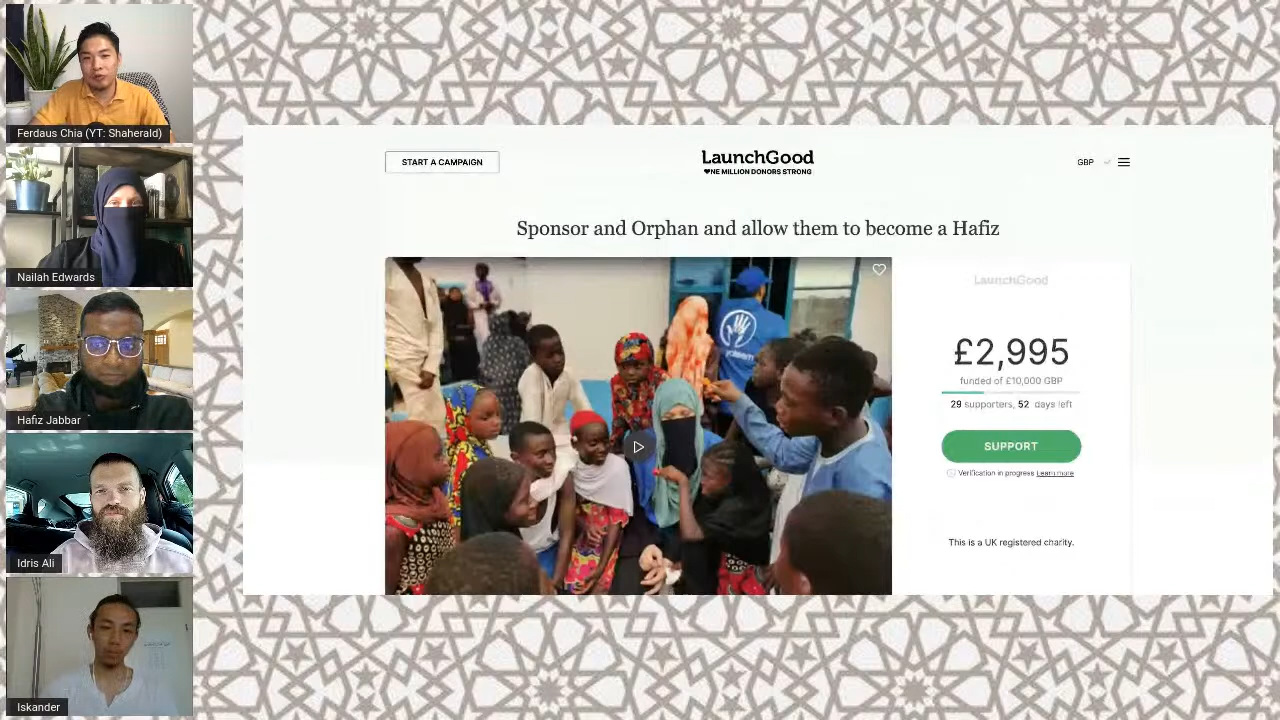 Ferdaus Chia (YT: Shaherald)
Nailah Edwards
Hafiz Jabbar
Idris Ali
Iskander
START A CAMPAIGN
LaunchGood
NE MILLION DONORS STRONG
GBP
Sponsor and Orphan and allow them to become a Hafiz
LaunchGood
£2,995
funded of £10,000 GBP
29 supporters, 52 days left
SUPPORT
Verification in progress Learn more
This is a UK registered charity.